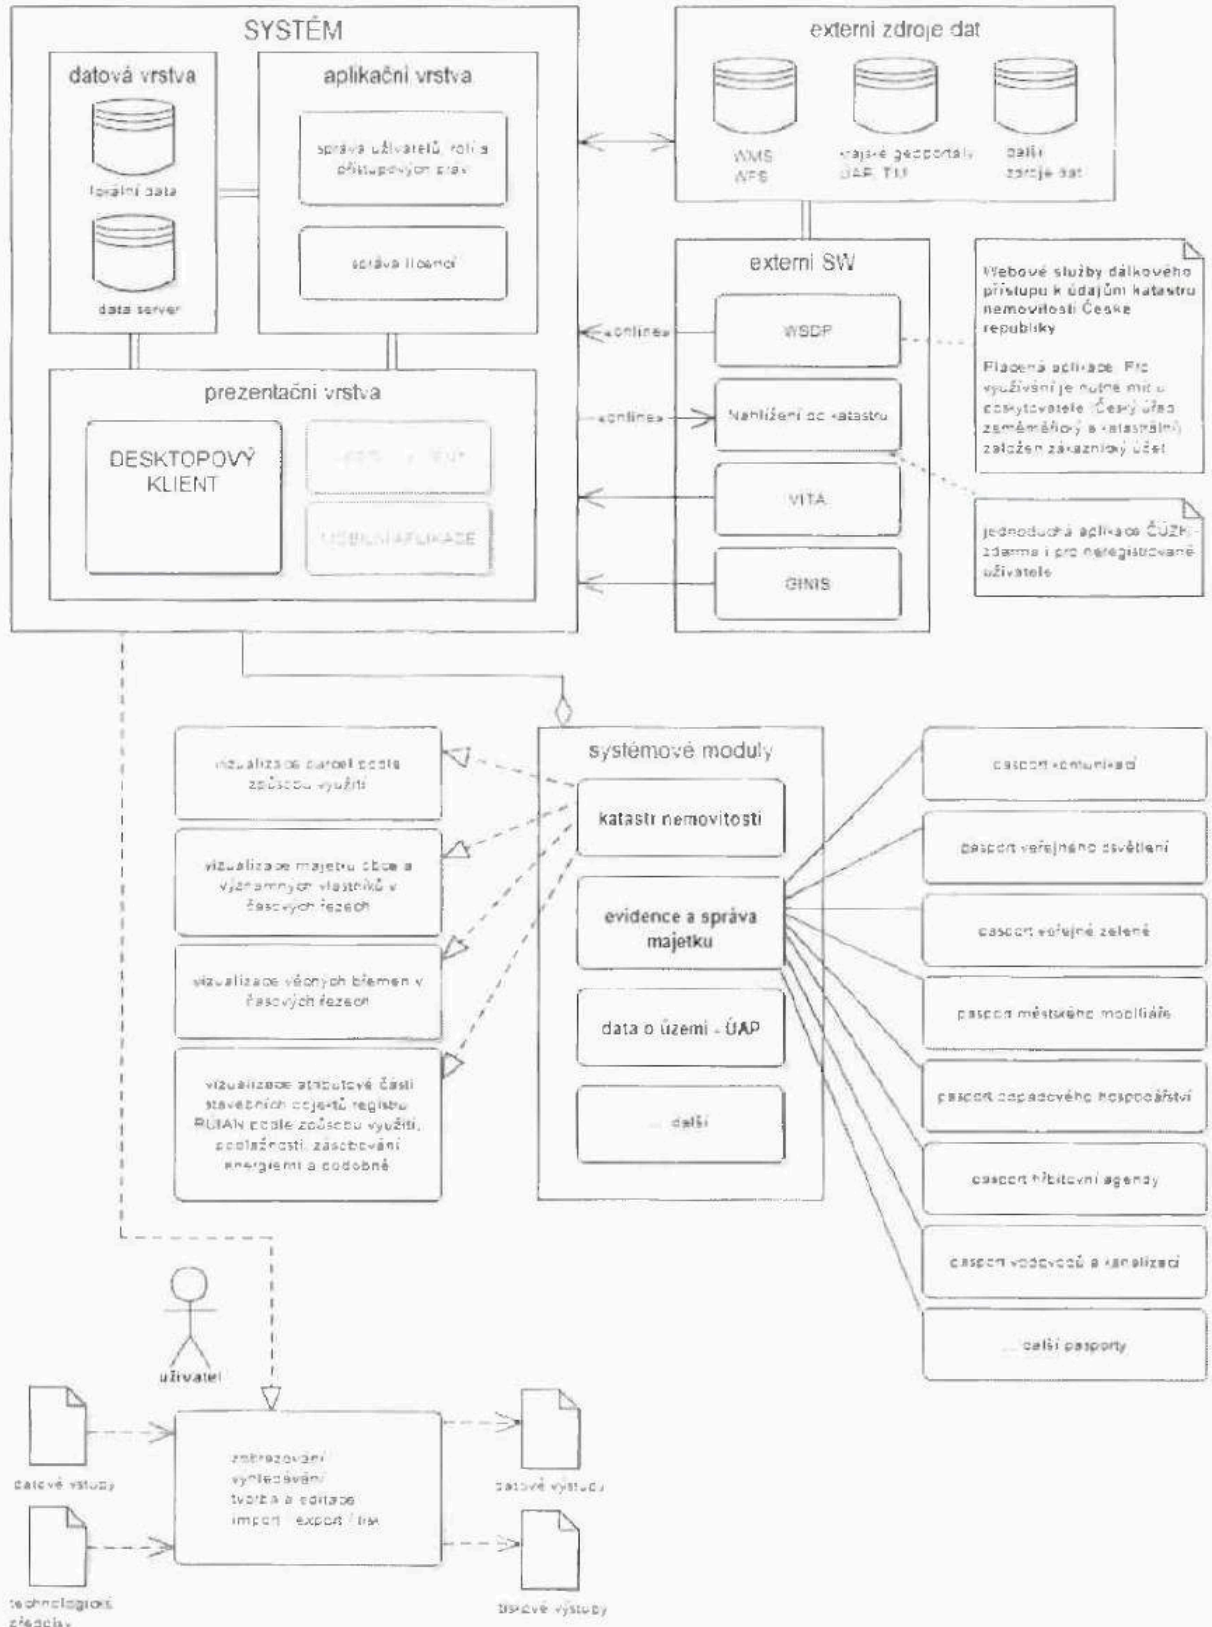 SYSTÉM
datová vrstva
lokální data
data server
aplikační vrstva
správa uživatelů, rolí a
přístupových práv
správa licencí
prezentační vrstva
DESKTOPOVÝ
KLIENT
MOBILNÍ APLIKACE
externí zdroje dat
WMS
WFS
krajské geoportály
ÚAP, TM
další
zdroje dat
externí SW
«online»
WSDP
«online»
Nahlížení do katastru
VITA
GINIS
Webové služby dálkového
přístupu k údajům katastru
nemovitostí České
republiky
Placená aplikace. Pro
využívání je nutné mít u
poskytovatele (Český úřad
zeměměřický a katastrální)
založen zákaznický účet
jednoduchá aplikace ČÚZK -
zdarma i pro neregistrované
uživatele
vizualizace parcel podle
způsobu využití
vizualizace majetku obce a
významných vlastníků v
časových řezech
vizualizace věcných břemen v
časových řezech
vizualizace atributové části
stavebních objektů registru
RÚIAN podle způsobu využití,
podlažnosti, zásobování
energiemi a podobně
systémové moduly
katastr nemovitostí
evidence a správa
majetku
data o území - ÚAP
... další
pasport komunikací
pasport veřejného osvětlení
pasport veřejné zeleně
pasport městského mobiliáře
pasport odpadového hospodářství
pasport hřbitovní agendy
pasport vodovodů a kanalizací
... další pasporty
uživatel
datové vstupy
technologické
předpisy
zobrazování
vyhledávání
tvorba a editace
import / export / tisk
datové výstupy
tiskové výstupy